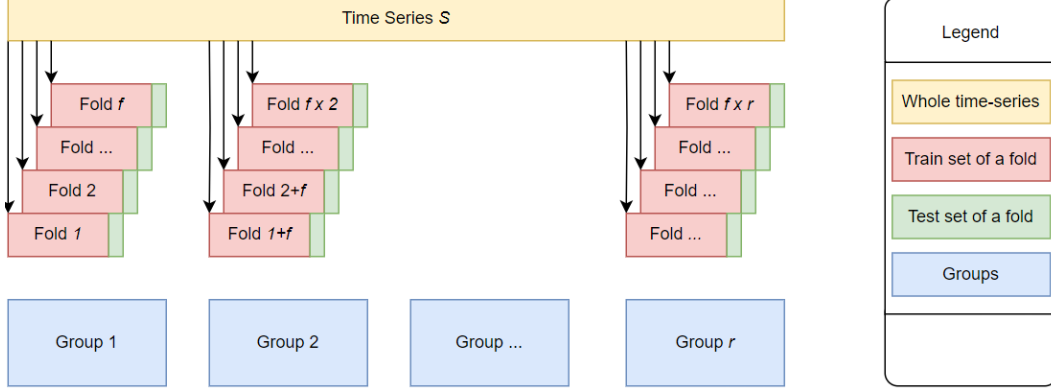 Time Series S
Legend
Fold f
Fold f x 2
Fold f x r
Whole time-series
Fold ...
Fold ...
Fold ...
Train set of a fold
Fold 2
Fold 2+f
Fold ...
Test set of a fold
Fold 1
Fold 1+f
Fold ...
Groups
Group 1
Group 2
Group ...
Group r